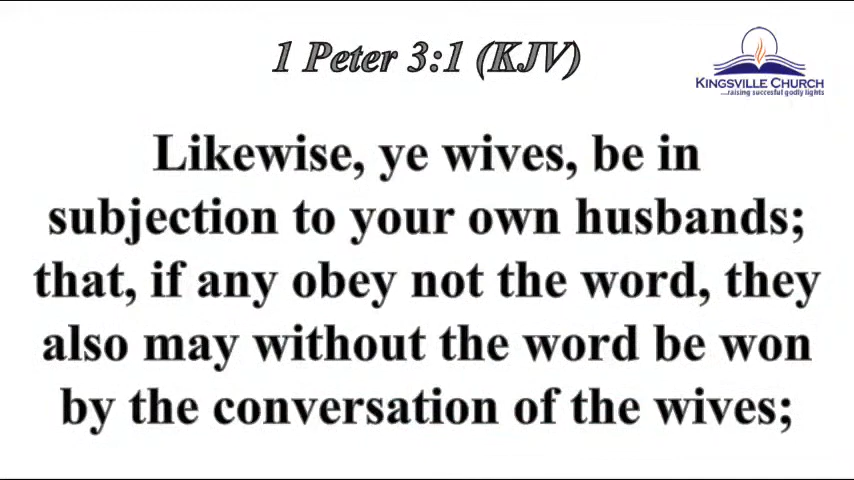 1 Peter 3:1 (KJV)
KINGSVILLE CHURCH
...raising succesful godly lights
Likewise, ye wives, be in
subjection to your own husbands;
that, if any obey not the word, they
also may without the word be won
by the conversation of the wives;